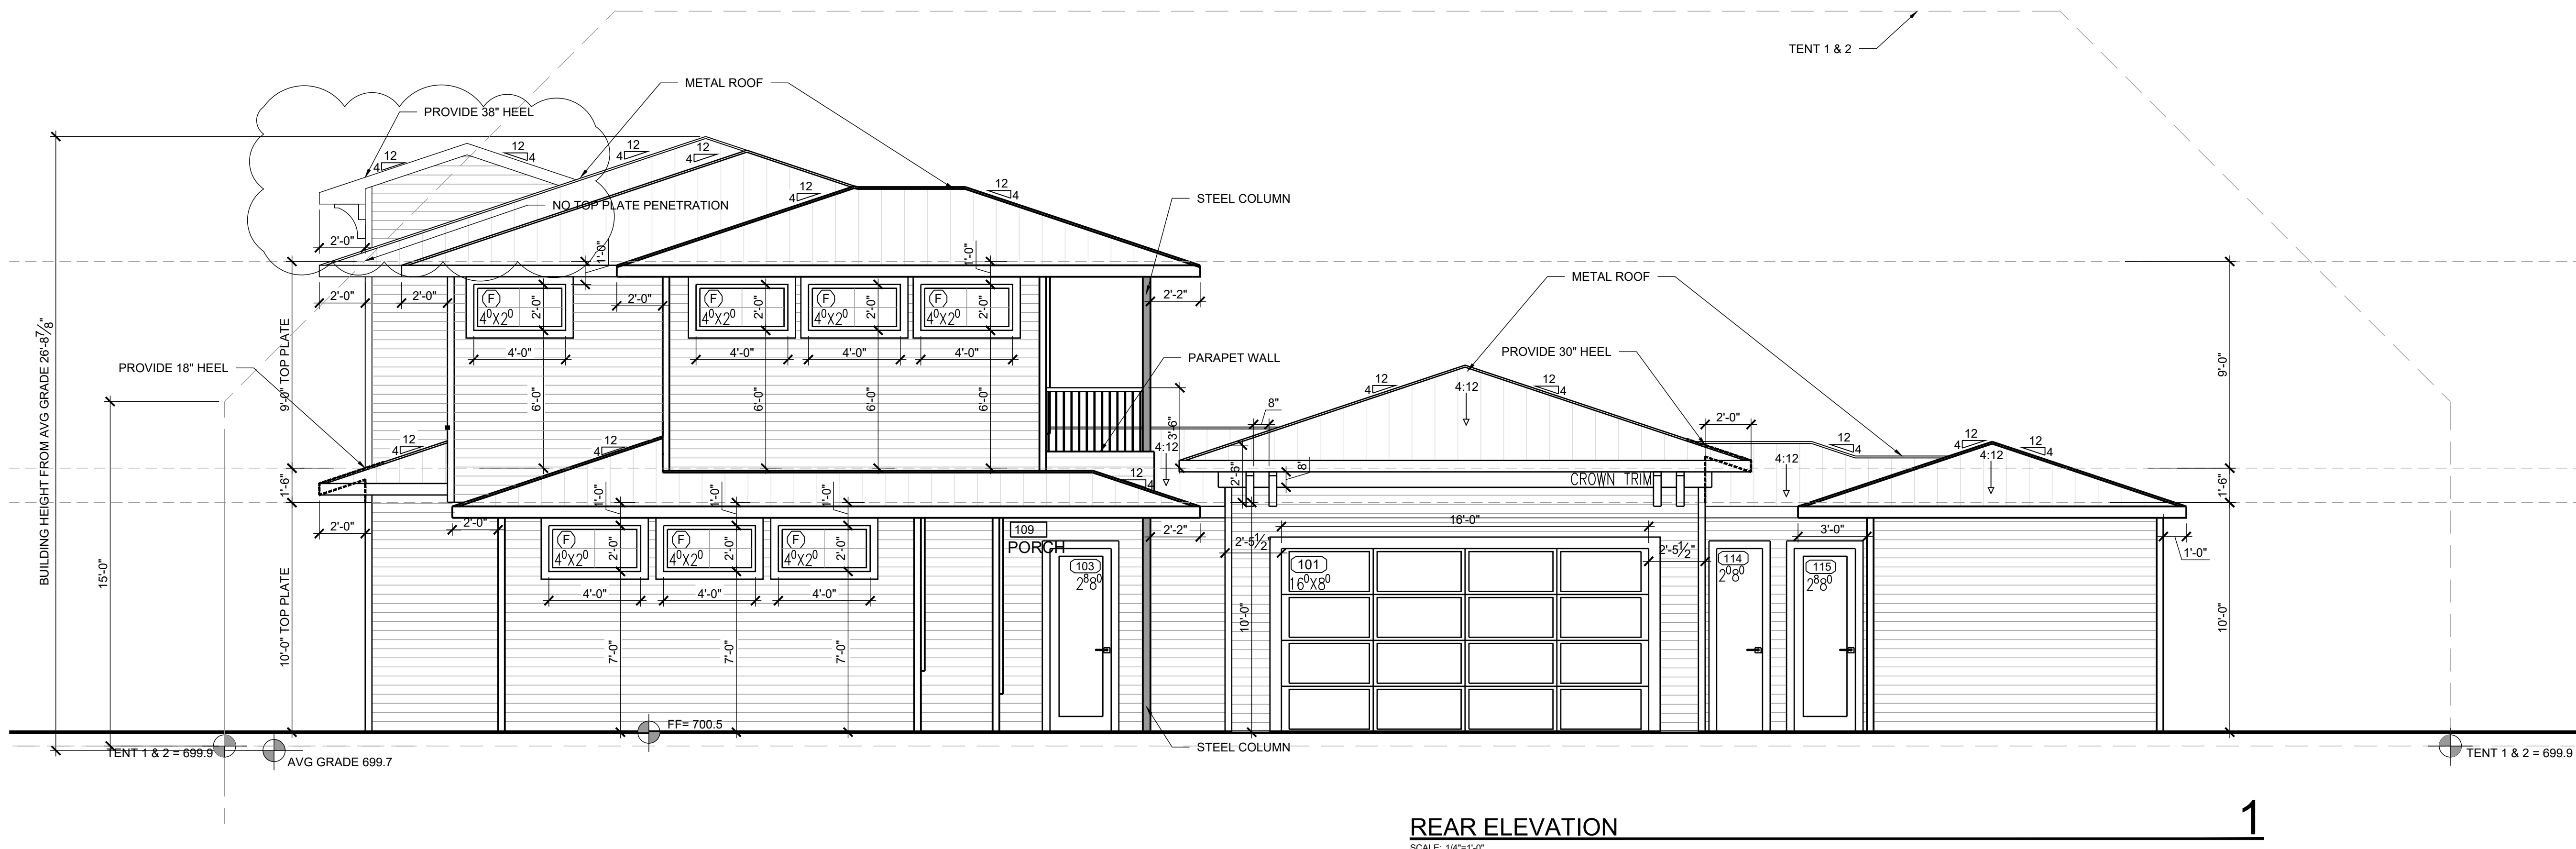 TENT 1 & 2
METAL ROOF
PROVIDE 38" HEEL
12
4
12
4
12
4
12
4
12
4
12
4
NO TOP PLATE PENETRATION
STEEL COLUMN
2'-0"
1'-0"
1'-0"
METAL ROOF
2'-0"
2'-0"
2'-0"
2'-2"
F
4⁰X2⁰
2'-0"
F
4⁰X2⁰
2'-0"
F
4⁰X2⁰
2'-0"
F
4⁰X2⁰
2'-0"
4'-0"
4'-0"
4'-0"
4'-0"
BUILDING HEIGHT FROM AVG GRADE 26'-8⅞"
9'-0" TOP PLATE
PROVIDE 18" HEEL
PARAPET WALL
PROVIDE 30" HEEL
9'-0"
12
4
12
4
4:12
6'-0"
6'-0"
6'-0"
6'-0"
8"
2'-0"
3'-6"
12
4
12
4
4:12
12
4
12
4
12
4
4:12
4:12
1'-6"
2'-6"
8"
CROWN TRIM
12
4
1'-6"
1'-0"
1'-0"
1'-0"
2'-0"
2'-0"
2'-2"
109
PORCH
16'-0"
2'-5½"
2'-5½"
3'-0"
1'-0"
F
4⁰X2⁰
2'-0"
F
4⁰X2⁰
2'-0"
F
4⁰X2⁰
2'-0"
103
2⁸8⁰
101
16⁰X8⁰
114
2⁰8⁰
115
2⁸8⁰
15'-0"
4'-0"
4'-0"
4'-0"
10'-0" TOP PLATE
7'-0"
7'-0"
7'-0"
10'-0"
10'-0"
FF= 700.5
TENT 1 & 2 = 699.9
AVG GRADE 699.7
STEEL COLUMN
TENT 1 & 2 = 699.9
REAR ELEVATION
1
SCALE: 1/4"=1'-0"